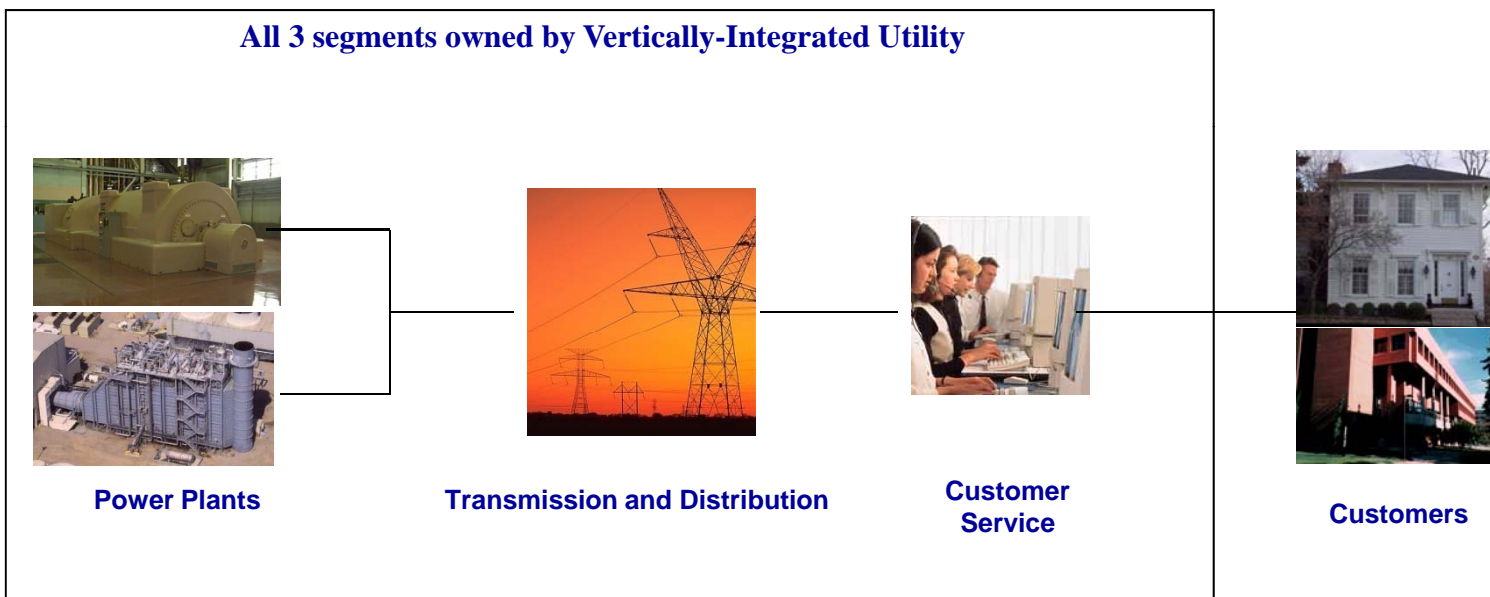 All 3 segments owned by Vertically-Integrated Utility
Power Plants
Transmission and Distribution
Customer
Service
Customers